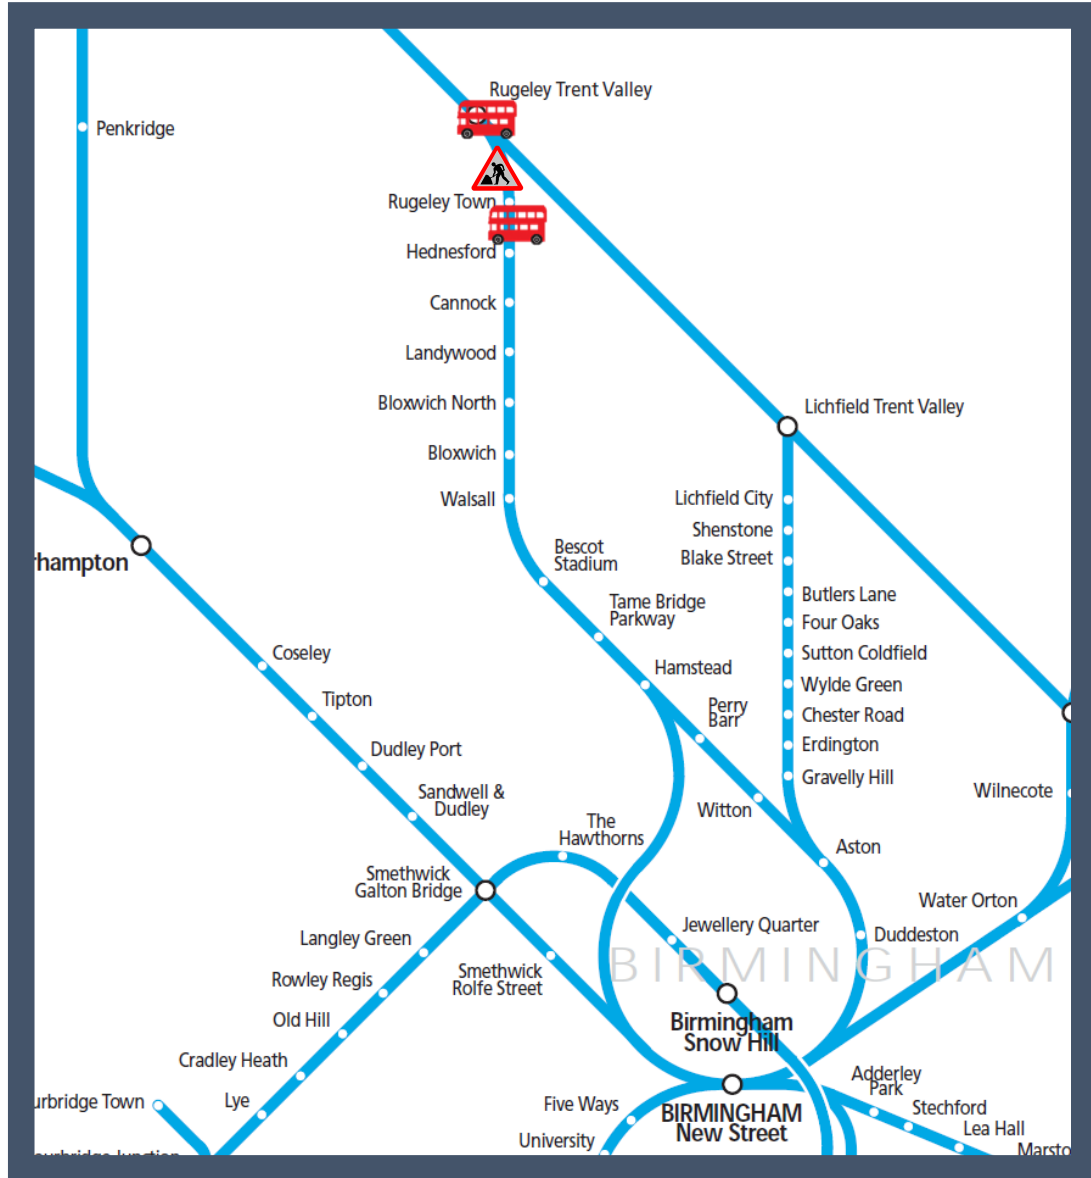 Rugeley Trent Valley
Penkridge
Rugeley Town
Hednesford
Cannock
Landywood
Bloxwich North
Lichfield Trent Valley
Bloxwich
Walsall
Lichfield City
Shenstone
Bescot
Stadium
Blake Street
rhampton
Butlers Lane
Tame Bridge
Parkway
Four Oaks
Coseley
Sutton Coldfield
Hamstead
Wylde Green
Tipton
Perry
Barr
Chester Road
Dudley Port
Erdington
Gravelly Hill
Sandwell &
Dudley
Wilnecote
Witton
The
Hawthorns
Aston
Smethwick
Galton Bridge
Water Orton
Jewellery Quarter
Duddeston
Langley Green
BIRMINGHAM
Smethwick
Rolfe Street
Rowley Regis
Old Hill
Birmingham
Snow Hill
Cradley Heath
Adderley
Park
Lye
urbridge Town
Five Ways
BIRMINGHAM
New Street
Stechford
Lea Hall
University
Marsto